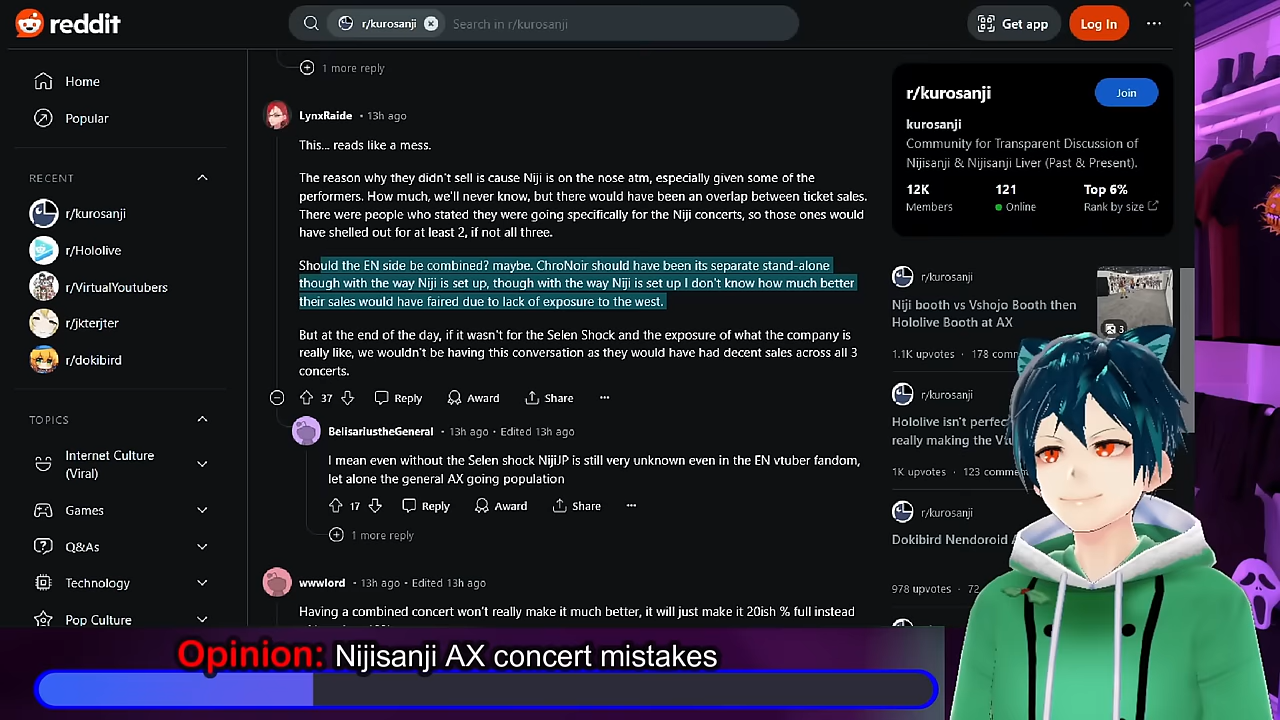 reddit
r/kurosanji
Search in r/kurosanji
Get app
Log In
Home
Popular
RECENT
r/kurosanji
r/Hololive
r/VirtualYoutubers
r/jkterjter
r/dokibird
TOPICS
Internet Culture
(Viral)
Games
Q&As
Technology
Pop Culture
1 more reply
LynxRaide • 13h ago
This... reads like a mess.
The reason why they didn't sell is cause Niji is on the nose atm, especially given some of the
performers. How much, we'll never know, but there would have been an overlap between ticket sales.
There were people who stated they were going specifically for the Niji concerts, so those ones would
have shelled out for at least 2, if not all three.
Should the EN side be combined? maybe. ChroNoir should have been its separate stand-alone
though with the way Niji is set up, though with the way Niji is set up I don't know how much better
their sales would have faired due to lack of exposure to the west.
But at the end of the day, if it wasn't for the Selen Shock and the exposure of what the company is
really like, we wouldn't be having this conversation as they would have had decent sales across all 3
concerts.
37 Reply Award Share
BelisariustheGeneral • 13h ago • Edited 13h ago
I mean even without the Selen shock NijiJP is still very unknown even in the EN vtuber fandom,
let alone the general AX going population
17 Reply Award Share
1 more reply
wwwlord • 13h ago • Edited 13h ago
Having a combined concert won't really make it much better, it will just make it 20ish % full instead
r/kurosanji
Join
kurosanji
Community for Transparent Discussion of
Nijisanji & Nijisanji Liver (Past & Present).
12K 121 Top 6%
Members Online Rank by size
r/kurosanji
Niji booth vs Vshojo Booth then
Hololive Booth at AX
3
1.1K upvotes • 178 comm
r/kurosanji
Hololive isn't perfec
really making the
1K upvotes • 123 commen
r/kurosanji
Dokibird Nendoroid
978 upvotes • 72
Opinion: Nijisanji AX concert mistakes